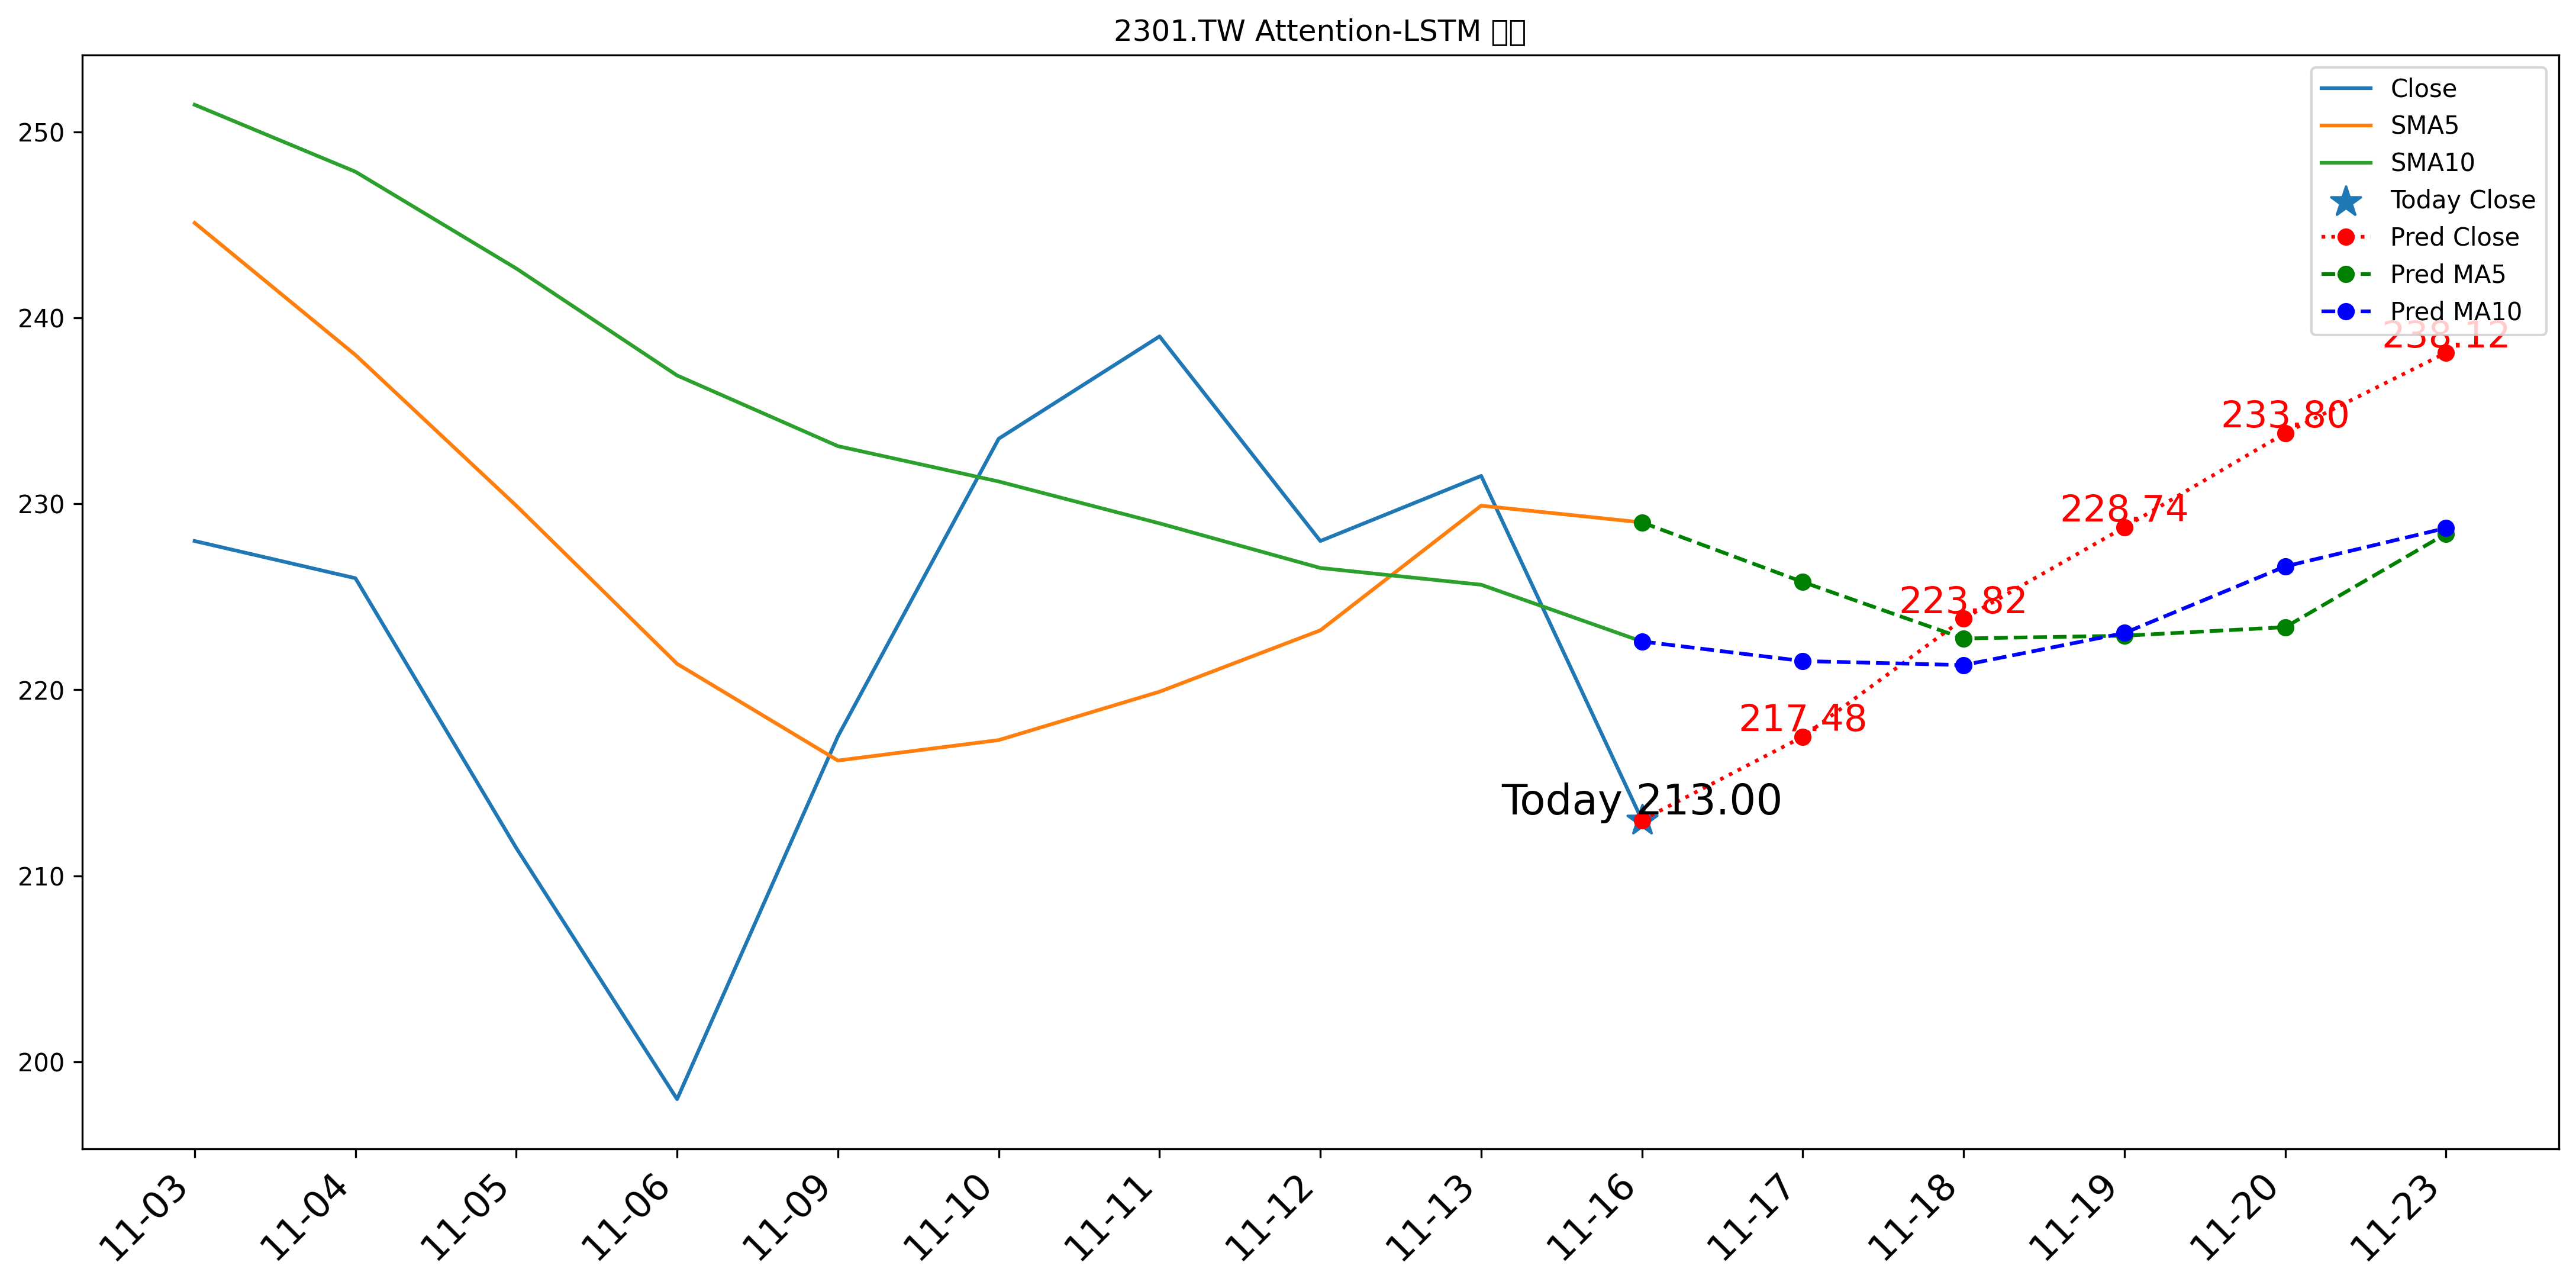 2301.TW Attention-LSTM
Close
SMA5
SMA10
Today Close
Pred Close
Pred MA5
Pred MA10
250
240
230
220
210
200
238.12
233.80
228.74
223.82
217.48
Today 213.00
11-03
11-04
11-05
11-06
11-09
11-10
11-11
11-12
11-13
11-16
11-17
11-18
11-19
11-20
11-23